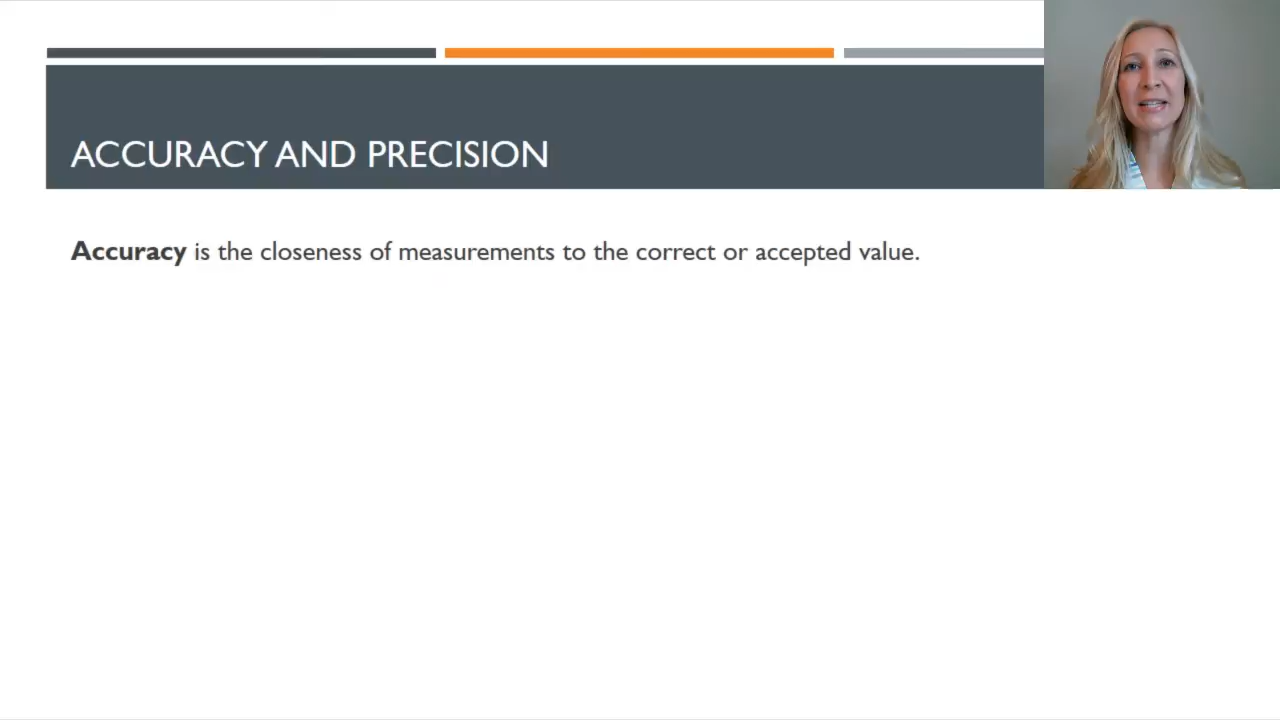 ACCURACY AND PRECISION
Accuracy is the closeness of measurements to the correct or accepted value.